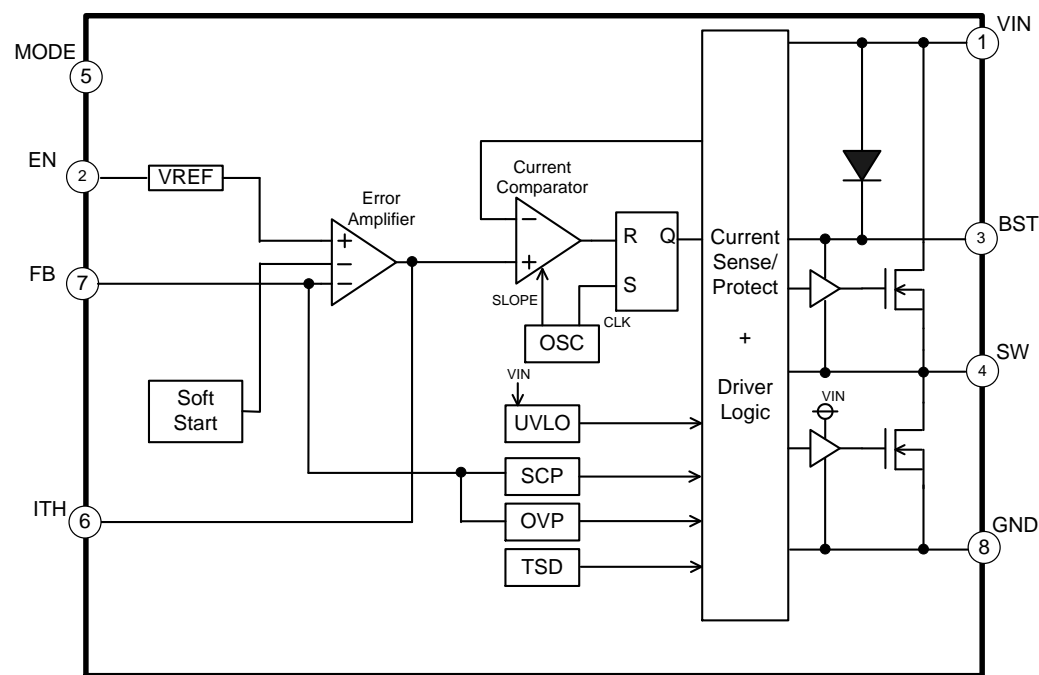 VIN
1
MODE
5
EN
2
VREF
Error
Amplifier
+
−
−
Current
Comparator
−
+
R
Q
S
SLOPE
CLK
OSC
Current
Sense/
Protect
+
Driver
Logic
BST
3
FB
7
SW
4
Soft
Start
VIN
UVLO
VIN
SCP
OVP
TSD
ITH
6
GND
8